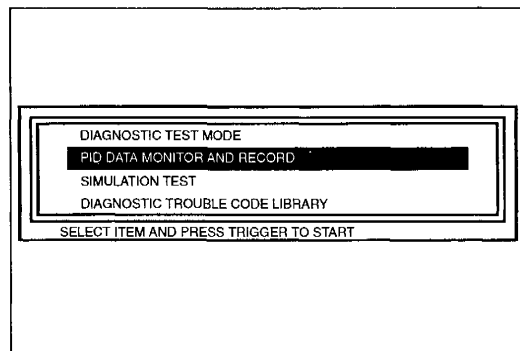 DIAGNOSTIC TEST MODE
PID DATA MONITOR AND RECORD
SIMULATION TEST
DIAGNOSTIC TROUBLE CODE LIBRARY
SELECT ITEM AND PRESS TRIGGER TO START